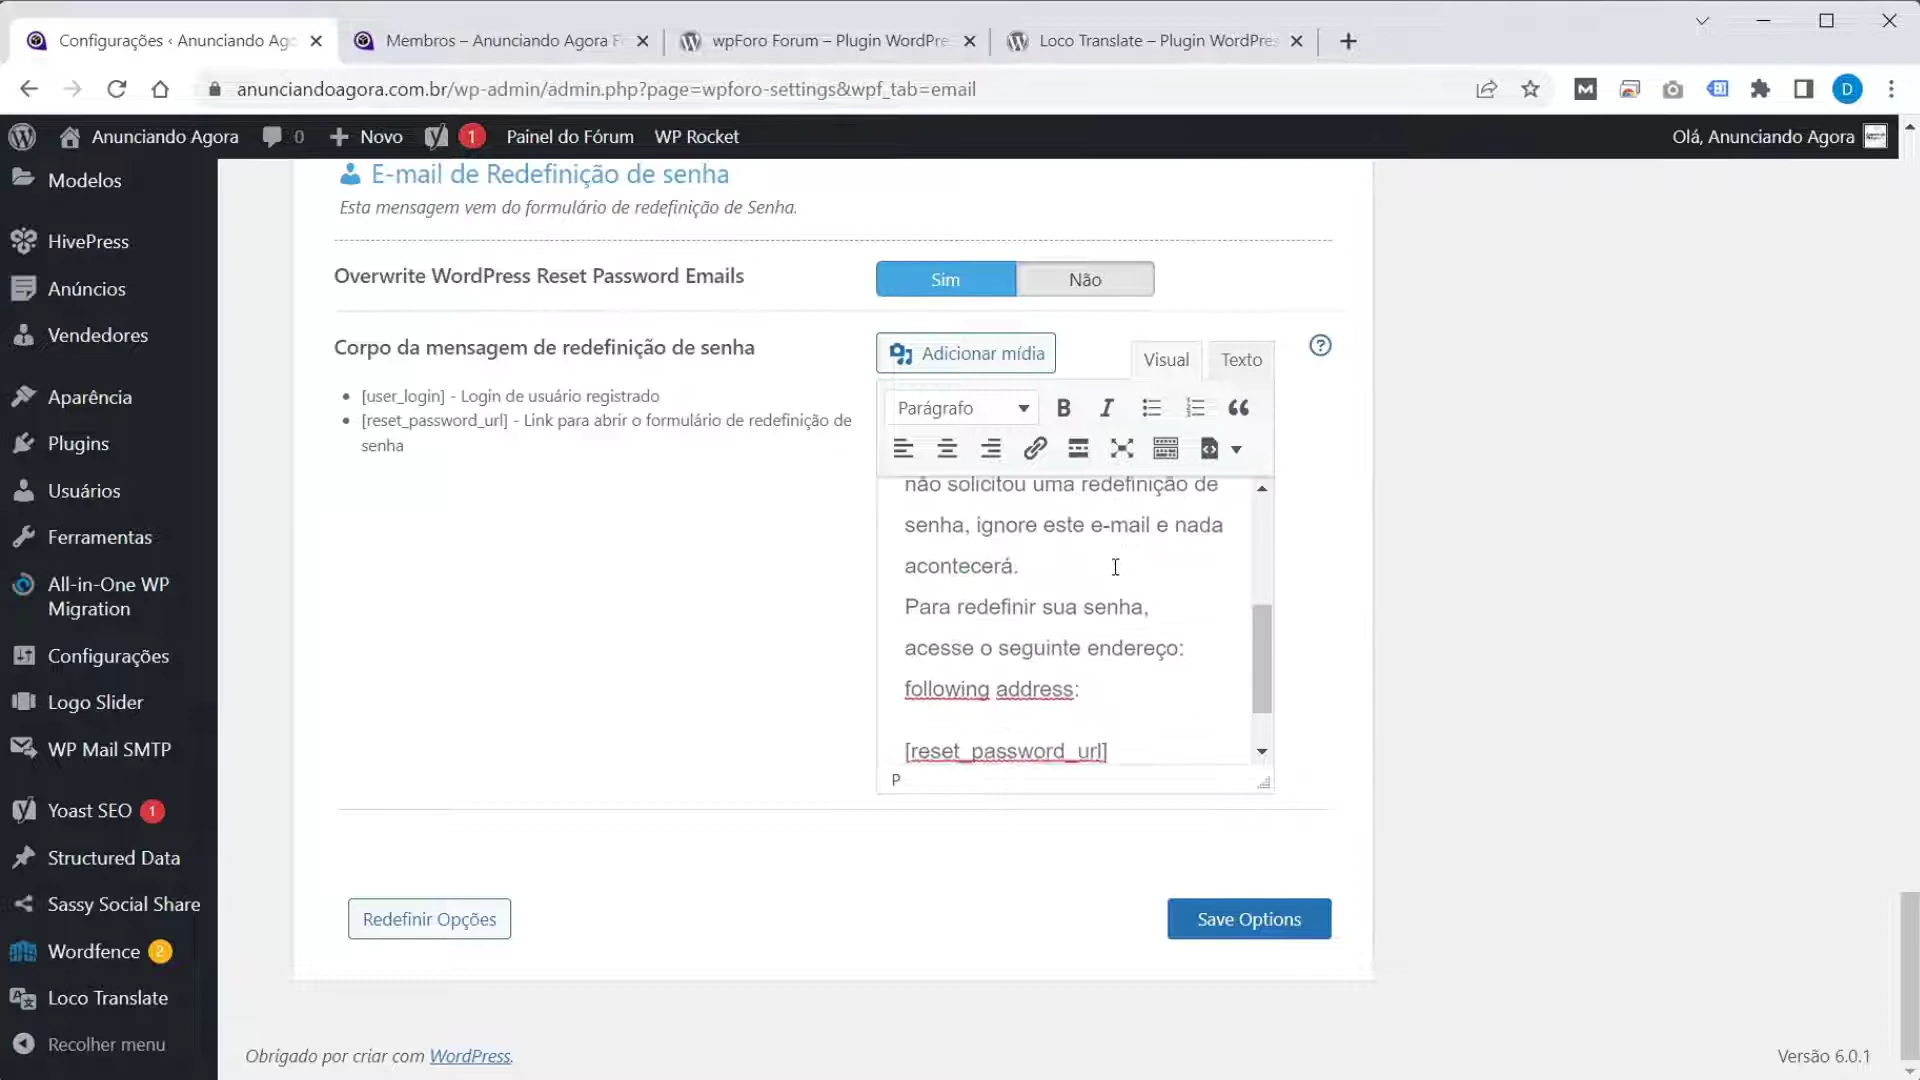 Configurações ‹ Anunciando Ago
Membros – Anunciando Agora F
wpForo Forum – Plugin WordPre
Loco Translate – Plugin WordPres
anunciandoagora.com.br/wp-admin/admin.php?page=wpforo-settings&wpf_tab=email
M
D
Anunciando Agora
0
Novo
1
Painel do Fórum
WP Rocket
Olá, Anunciando Agora
Modelos
HivePress
Anúncios
Vendedores
Aparência
Plugins
Usuários
Ferramentas
All-in-One WP
Migration
Configurações
Logo Slider
WP Mail SMTP
Yoast SEO 1
Structured Data
Sassy Social Share
Wordfence 2
Loco Translate
Recolher menu
E-mail de Redefinição de senha
Esta mensagem vem do formulário de redefinição de Senha.
Overwrite WordPress Reset Password Emails
Sim
Não
Corpo da mensagem de redefinição de senha
[user_login] - Login de usuário registrado
[reset_password_url] - Link para abrir o formulário de redefinição de
senha
Adicionar mídia
Visual
Texto
Parágrafo
B
I
não solicitou uma redefinição de
senha, ignore este e-mail e nada
acontecerá.
Para redefinir sua senha,
acesse o seguinte endereço:
following address:
[reset_password_url]
P
Redefinir Opções
Save Options
Obrigado por criar com WordPress.
Versão 6.0.1